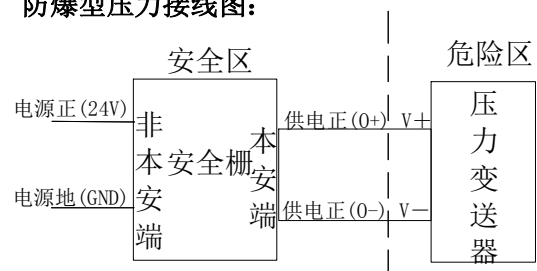 防爆型压力接线图：
安全区
危险区
电源正(24V)
电源地(GND)
非本安端
安全栅
本安端
供电正(O+) V+
供电正(O-) V-
压力变送器